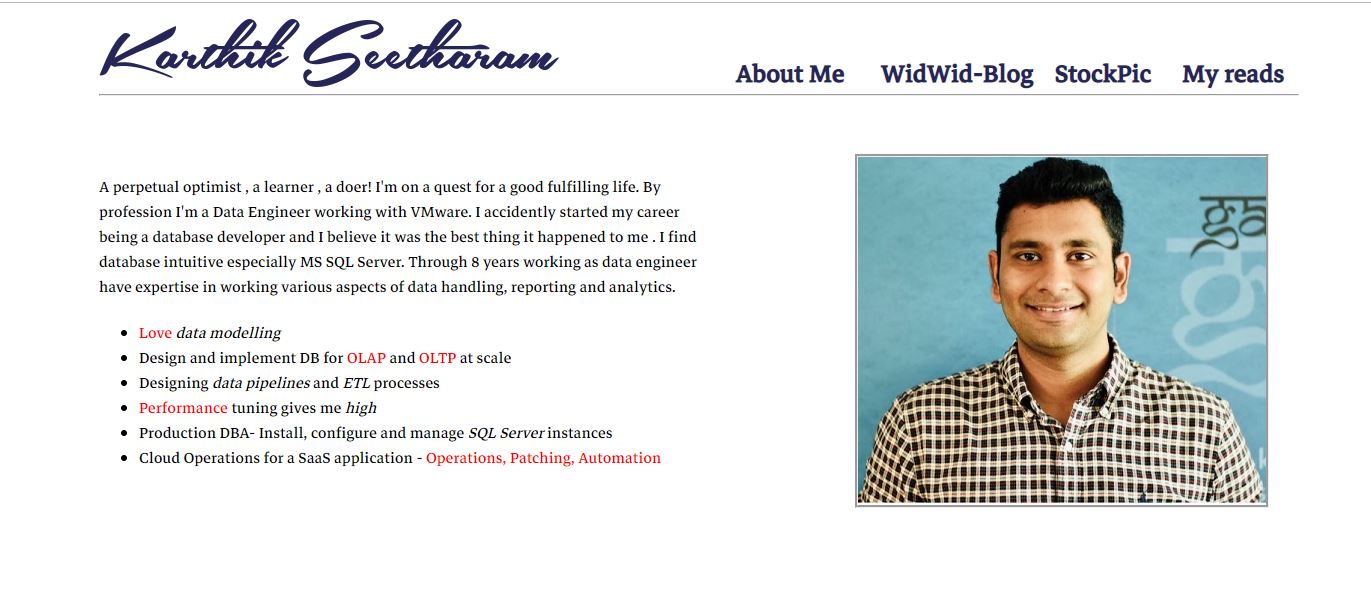 Karthik Seetharam
About Me WidWid-Blog StockPic My reads
A perpetual optimist , a learner , a doer! I'm on a quest for a good fulfilling life. By
profession I'm a Data Engineer working with VMware. I accidently started my career
being a database developer and I believe it was the best thing it happened to me . I find
database intuitive especially MS SQL Server. Through 8 years working as data engineer
have expertise in working various aspects of data handling, reporting and analytics.
Love data modelling
Design and implement DB for OLAP and OLTP at scale
Designing data pipelines and ETL processes
Performance tuning gives me high
Production DBA- Install, configure and manage SQL Server instances
Cloud Operations for a SaaS application - Operations, Patching, Automation